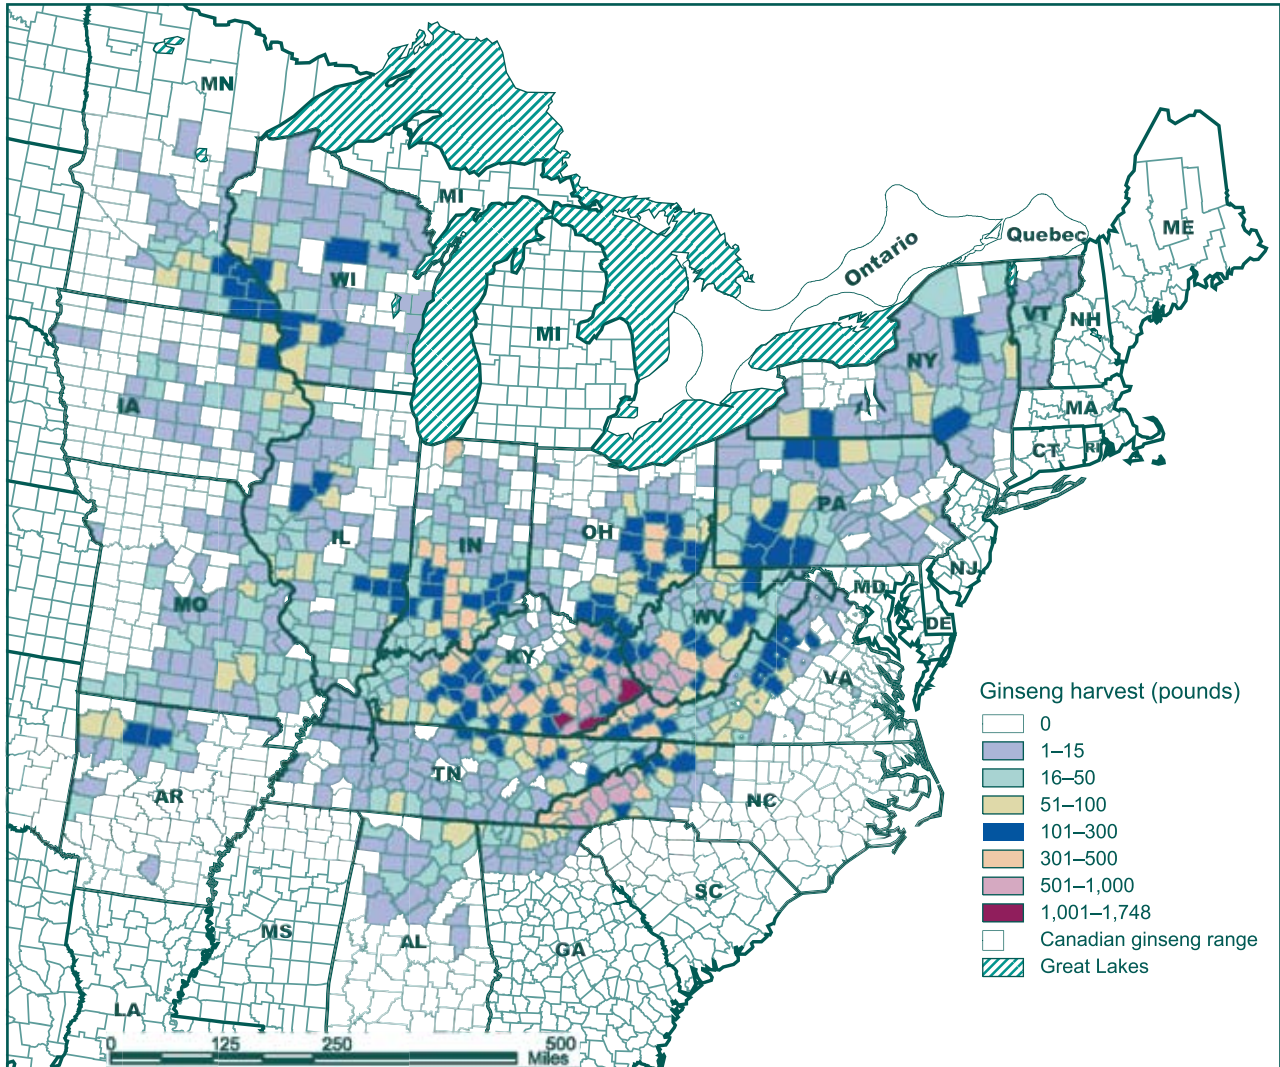 MN
MI
ME
Quebec
Ontario
WI
VT
NH
MI
NY
IA
MA
CT
RI
PA
OH
IL
IN
NJ
MD
MO
WV
DE
KY
VA
Ginseng harvest (pounds)
0
1–15
16–50
51–100
101–300
301–500
501–1,000
1,001–1,748
Canadian ginseng range
Great Lakes
TN
AR
NC
SC
MS
AL
GA
LA
0 125 250 500
Miles